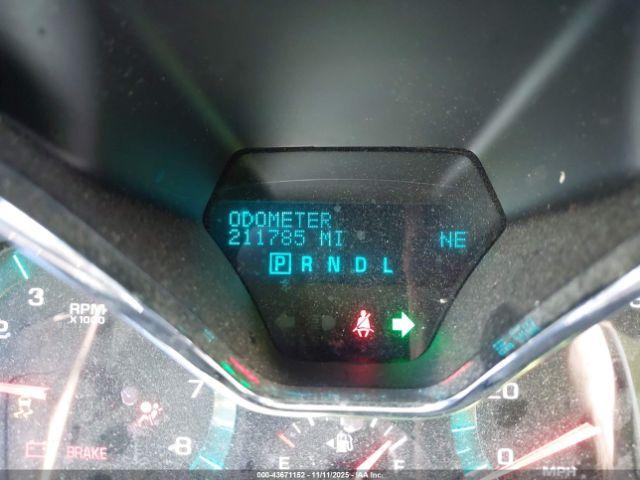 ODOMETER
211785 MI NE
P R N D L
3
2
RPM
X1000
7
8
BRAKE
E
F
20
0
MPH
000-43671152 - 11/11/2025 - IAA Inc.